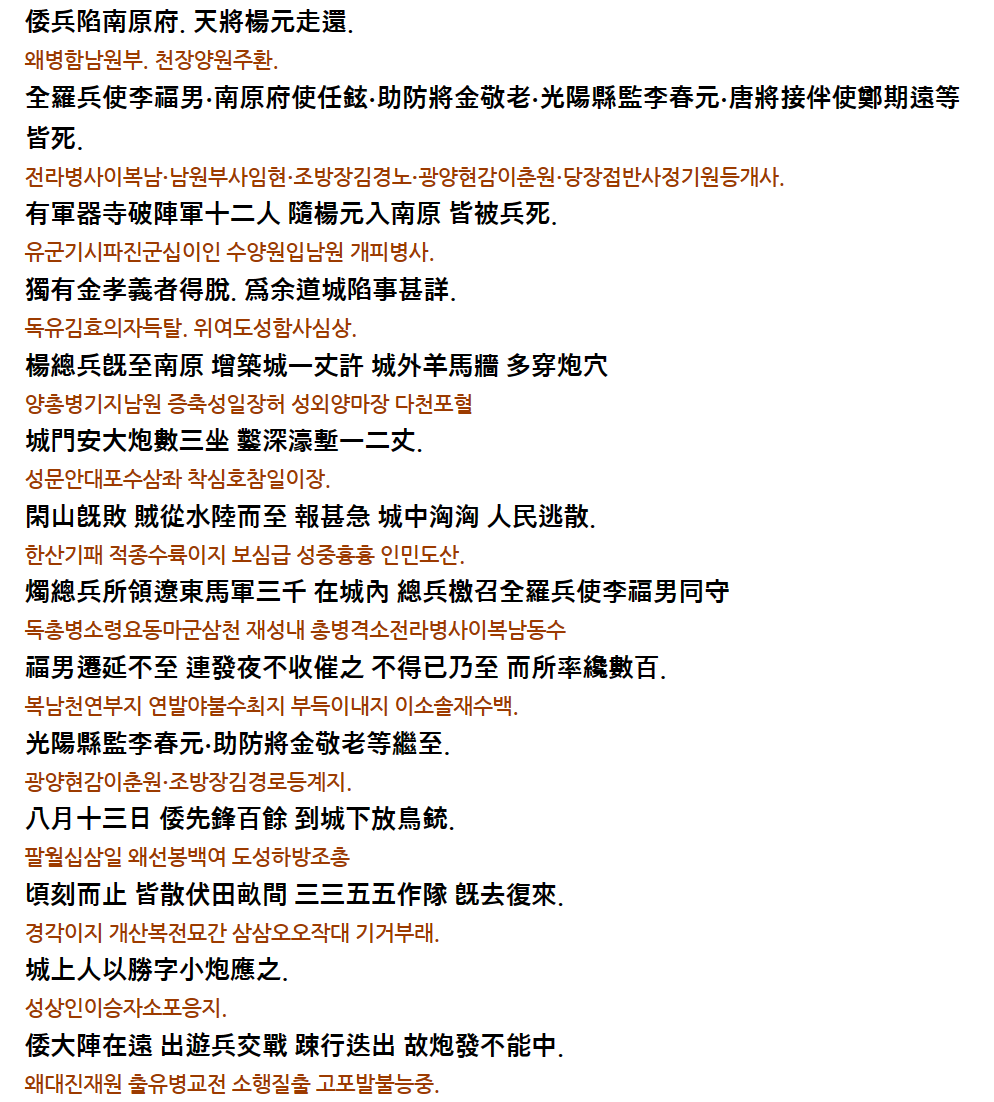 倭兵陷南原府. 天將楊元走還.
왜병함남원부. 천장양원주환.
全羅兵使李福男·南原府使任鉉·助防將金敬老·光陽縣監李春元·唐將接伴使鄭期遠等
皆死.
전라병사이복남·남원부사임현·조방장김경노·광양현감이춘원·당장접반사정기원등개사.
有軍器寺破陣軍十二人 隨楊元入南原 皆被兵死.
유군기시파진군십이인 수양원입남원 개피병사.
獨有金孝義者得脫. 爲余道城陷事甚詳.
독유김효의자득탈. 위여도성함사심상.
楊總兵旣至南原 增築城一丈許 城外羊馬牆 多穿炮穴
양총병기지남원 증축성일장허 성외양마장 다천포혈
城門安大炮數三坐 鑿深濠塹一二丈.
성문안대포수삼좌 착심호참일이장.
閑山旣敗 賊從水陸而至 報甚急 城中洶洶 人民逃散.
한산기패 적종수륙이지 보심급 성중흉흉 인민도산.
燭總兵所領遼東馬軍三千 在城內 總兵檄召全羅兵使李福男同守
독총병소령요동마군삼천 재성내 총병격소전라병사이복남동수
福男遷延不至 連發夜不收催之 不得已乃至 而所率纔數百.
복남천연부지 연발야불수최지 부득이내지 이소솔재수백.
光陽縣監李春元·助防將金敬老等繼至.
광양현감이춘원·조방장김경로등계지.
八月十三日 倭先鋒百餘 到城下放鳥銃.
팔월십삼일 왜선봉백여 도성하방조총
頃刻而止 皆散伏田畝間 三三五五作隊 旣去復來.
경각이지 개산복전묘간 삼삼오오작대 기거부래.
城上人以勝字小炮應之.
성상인이승자소포응지.
倭大陣在遠 出遊兵交戰 踈行迭出 故炮發不能中.
왜대진재원 출유병교전 소행질출 고포발불능중.